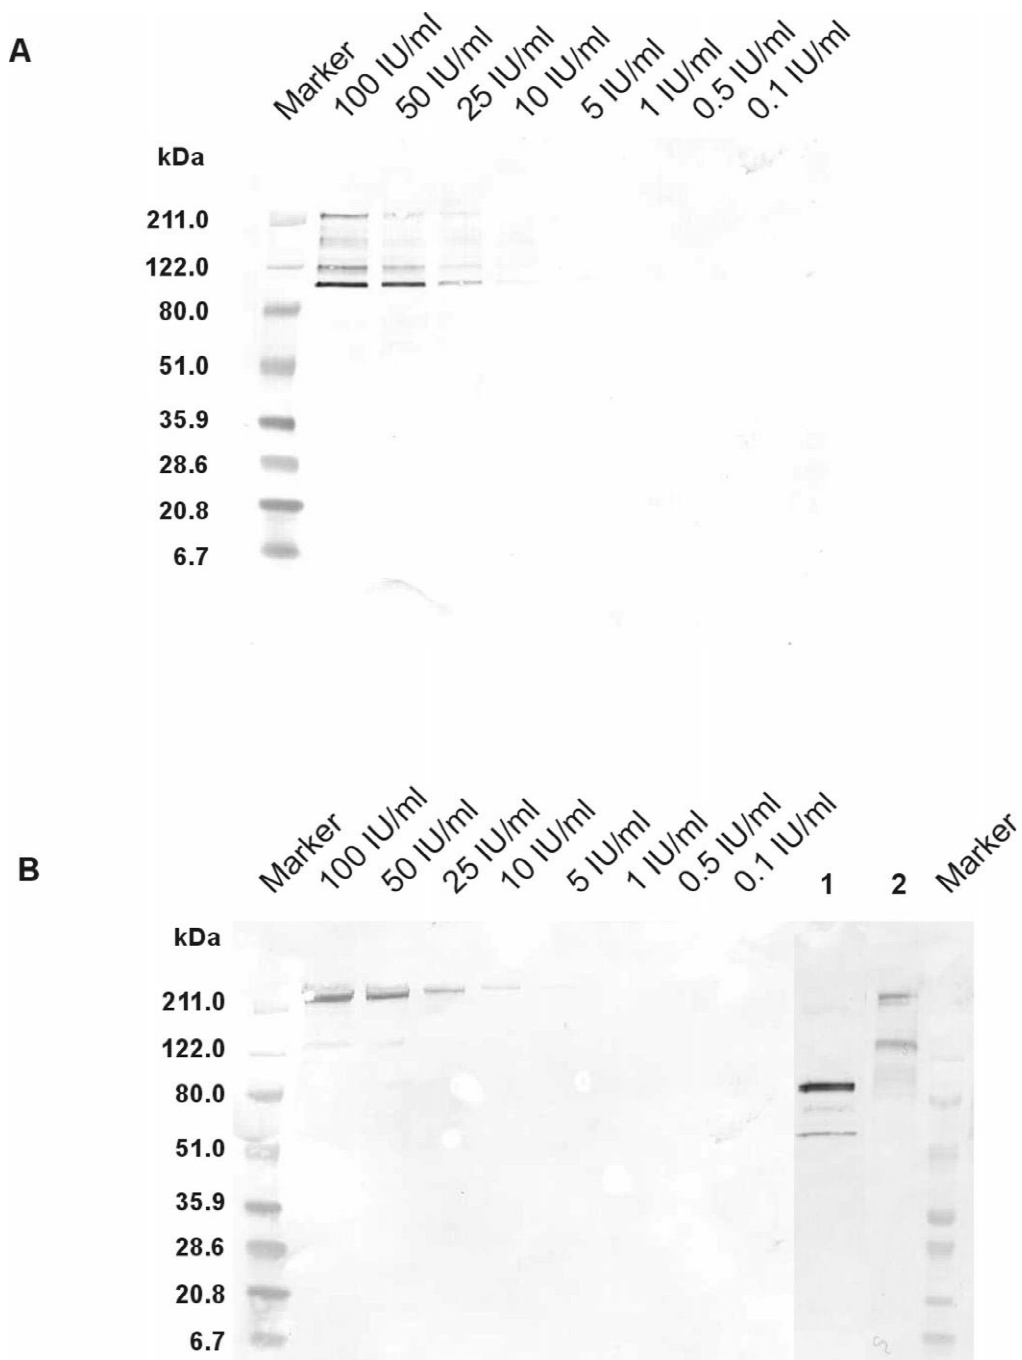 A
Marker
100 IU/ml
50 IU/ml
25 IU/ml
10 IU/ml
5 IU/ml
1 IU/ml
0.5 IU/ml
0.1 IU/ml
kDa
211.0
122.0
80.0
51.0
35.9
28.6
20.8
6.7
B
Marker
100 IU/ml
50 IU/ml
25 IU/ml
10 IU/ml
5 IU/ml
1 IU/ml
0.5 IU/ml
0.1 IU/ml
1
2
Marker
kDa
211.0
122.0
80.0
51.0
35.9
28.6
20.8
6.7